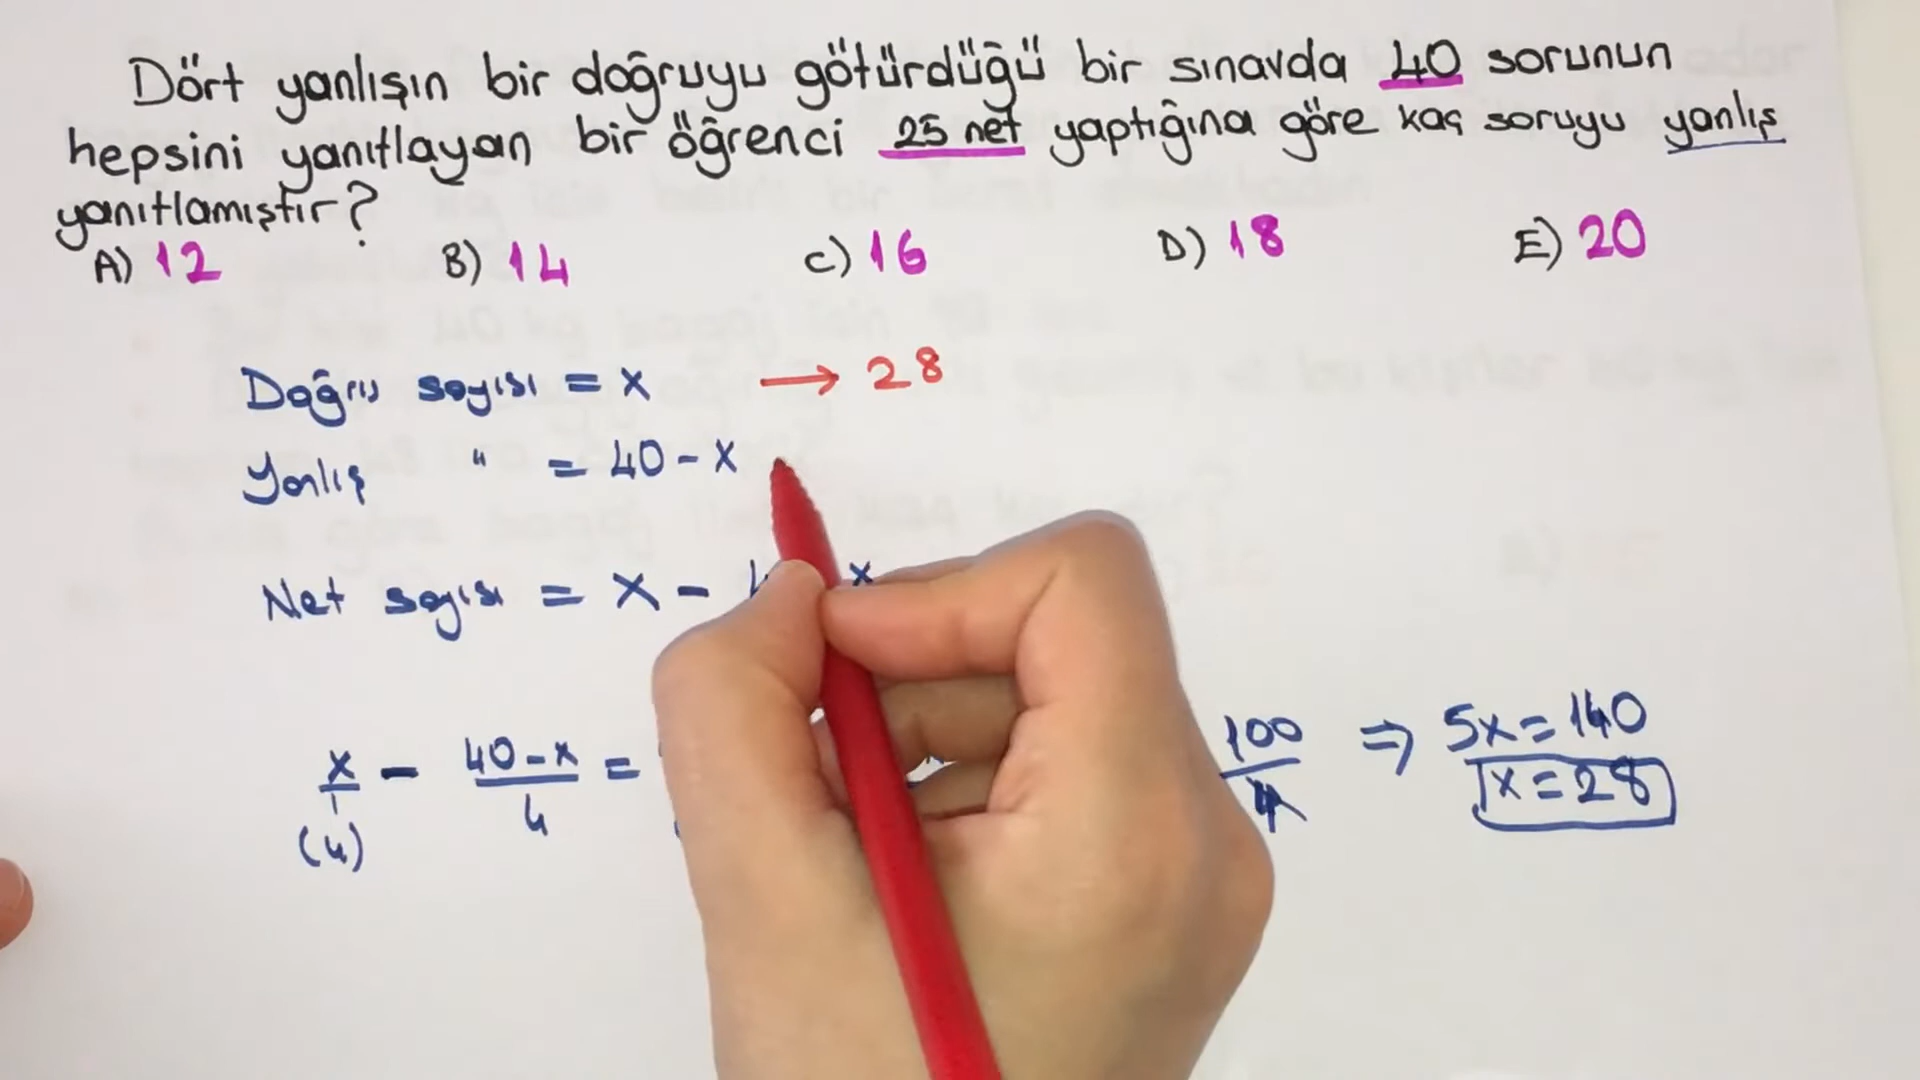 Dört yanlışın bir doğruyu götürdüğü bir sınavda 40 sorunun
hepsini yanıtlayan bir öğrenci 25 net yaptığına göre kaç soruyu yanlış
yanıtlamıştır?
A) 12 B) 14 C) 16 D) 18 E) 20
Doğru sayısı = x → 28
Yanlış " = 40 - x
Net sayısı = x - x
x/1 - 40-x/4 = 100/4 ⇒ 5x = 140
(4) x = 28